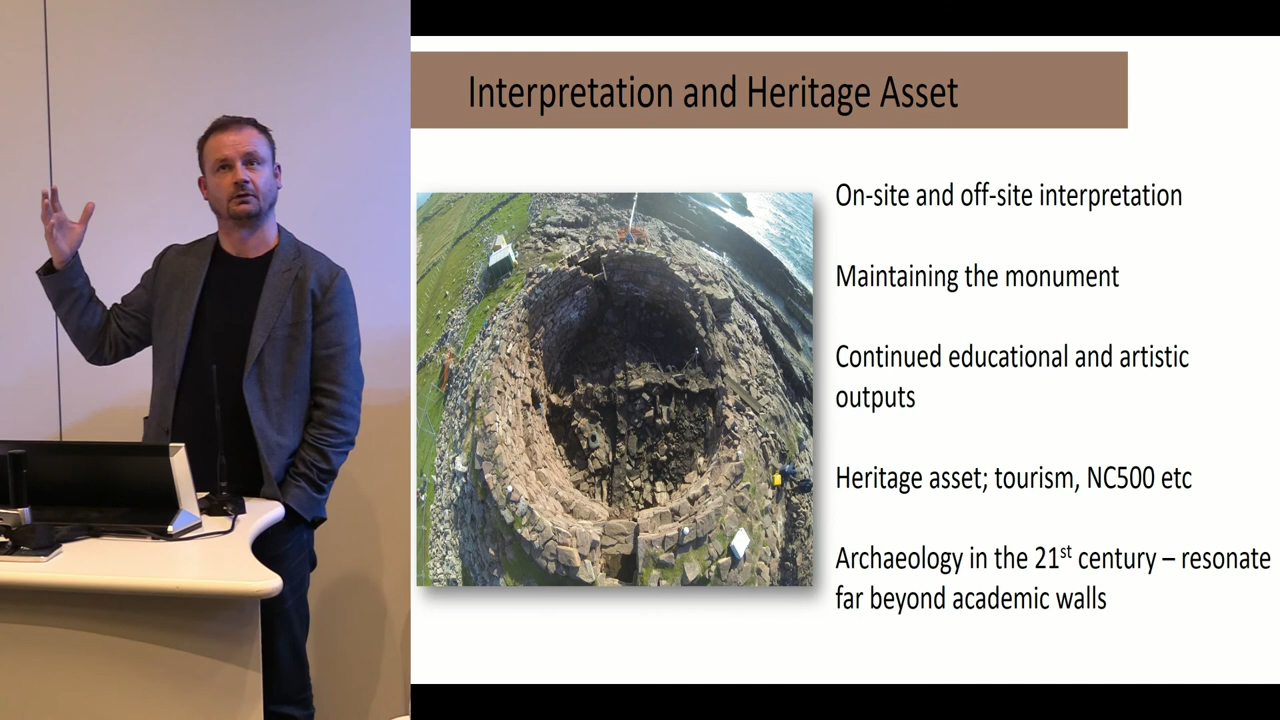 Interpretation and Heritage Asset
On-site and off-site interpretation
Maintaining the monument
Continued educational and artistic
outputs
Heritage asset; tourism, NC500 etc
Archaeology in the 21st century – resonate
far beyond academic walls